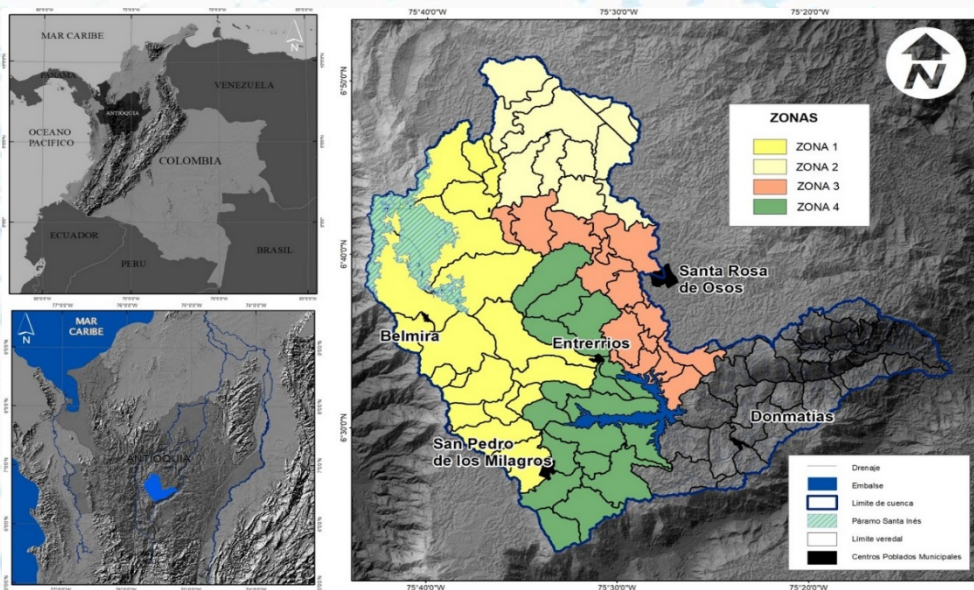 MAR CARIBE
PANAMA
VENEZUELA
ANTIOQUIA
OCEANO
PACIFICO
COLOMBIA
ECUADOR
PERU
BRASIL
N
MAR
CARIBE
ANTIOQUIA
N
75°40'0"W
75°30'0"W
75°20'0"W
6°50'0"N
6°40'0"N
6°30'0"N
N
ZONAS
ZONA 1
ZONA 2
ZONA 3
ZONA 4
Santa Rosa
de Osos
Belmira
Entrerrios
Donmatías
San Pedro
de los Milagros
Drenaje
Embalse
Limite de cuenca
Páramo Santa Inés
Limite veredal
Centros Poblados Municipales
75°40'0"W
75°30'0"W
75°20'0"W